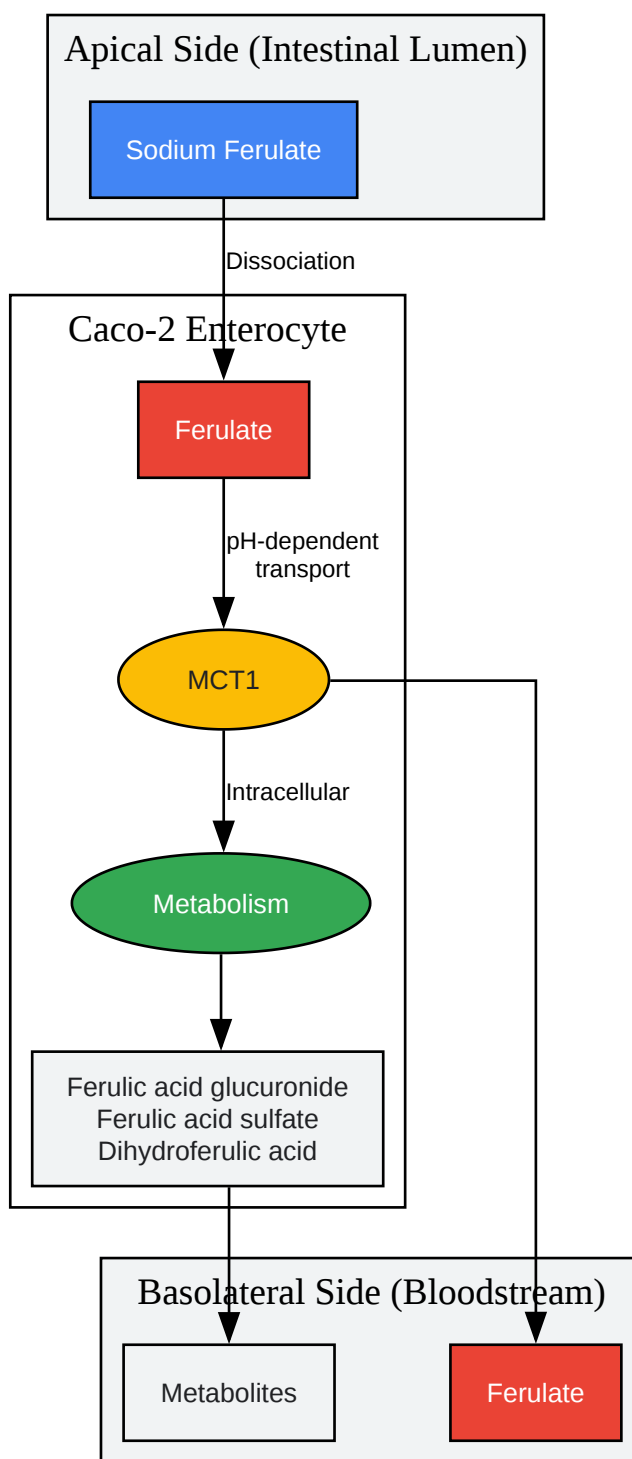 Apical Side (Intestinal Lumen)
Sodium Ferulate
Dissociation
Caco-2 Enterocyte
Ferulate
pH-dependent
transport
MCT1
Intracellular
Metabolism
Ferulic acid glucuronide
Ferulic acid sulfate
Dihydroferulic acid
Basolateral Side (Bloodstream)
Metabolites
Ferulate